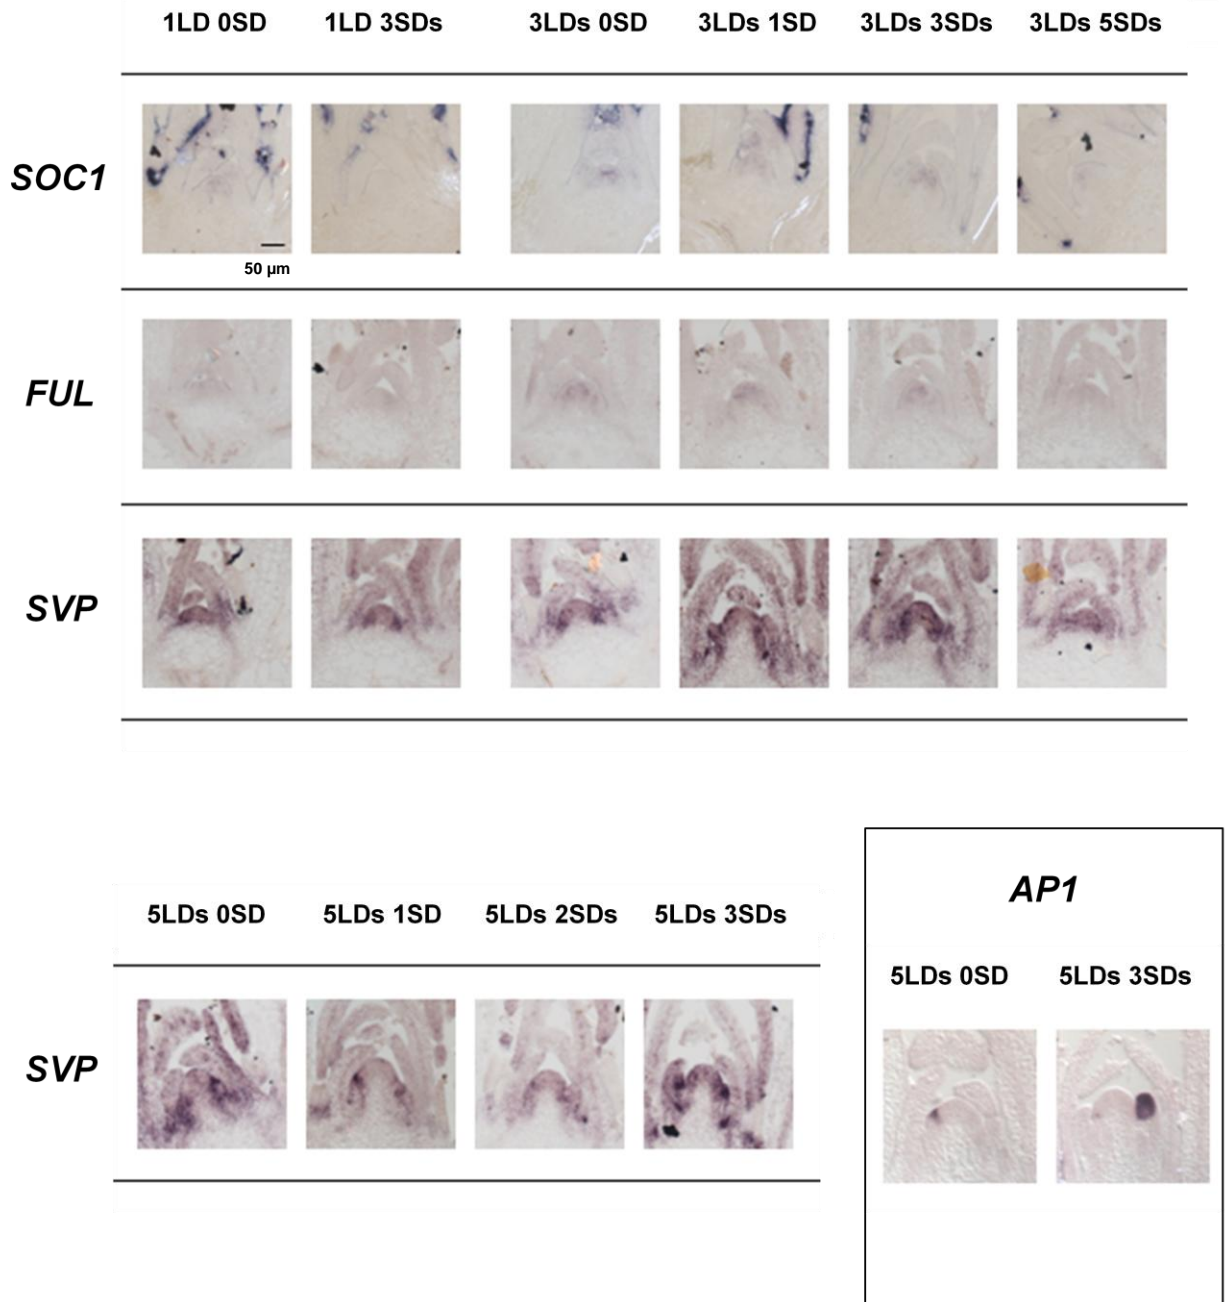 1LD 0SD 1LD 3SDs 3LDs 0SD 3LDs 1SD 3LDs 3SDs 3LDs 5SDs
SOC1
50 µm
FUL
SVP
AP1
5LDs 0SD 5LDs 1SD 5LDs 2SDs 5LDs 3SDs
5LDs 0SD 5LDs 3SDs
SVP